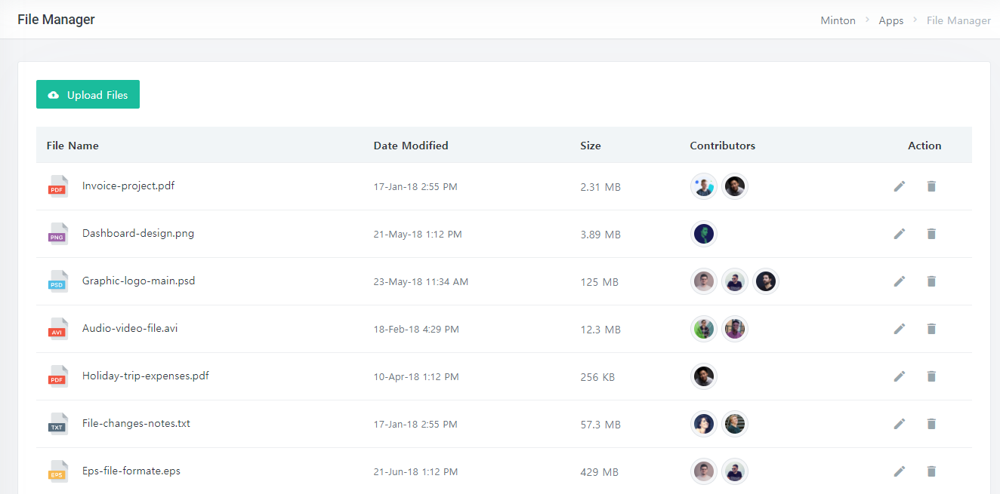 File Manager
Minton > Apps > File Manager
Upload Files
File Name Date Modified Size Contributors Action
PDF Invoice-project.pdf 17-Jan-18 2:55 PM 2.31 MB
PNG Dashboard-design.png 21-May-18 1:12 PM 3.89 MB
PSD Graphic-logo-main.psd 23-May-18 11:34 AM 125 MB
AVI Audio-video-file.avi 18-Feb-18 4:29 PM 12.3 MB
PDF Holiday-trip-expenses.pdf 10-Apr-18 1:12 PM 256 KB
TXT File-changes-notes.txt 17-Jan-18 2:55 PM 57.3 MB
EPS Eps-file-formate.eps 21-Jun-18 1:12 PM 429 MB